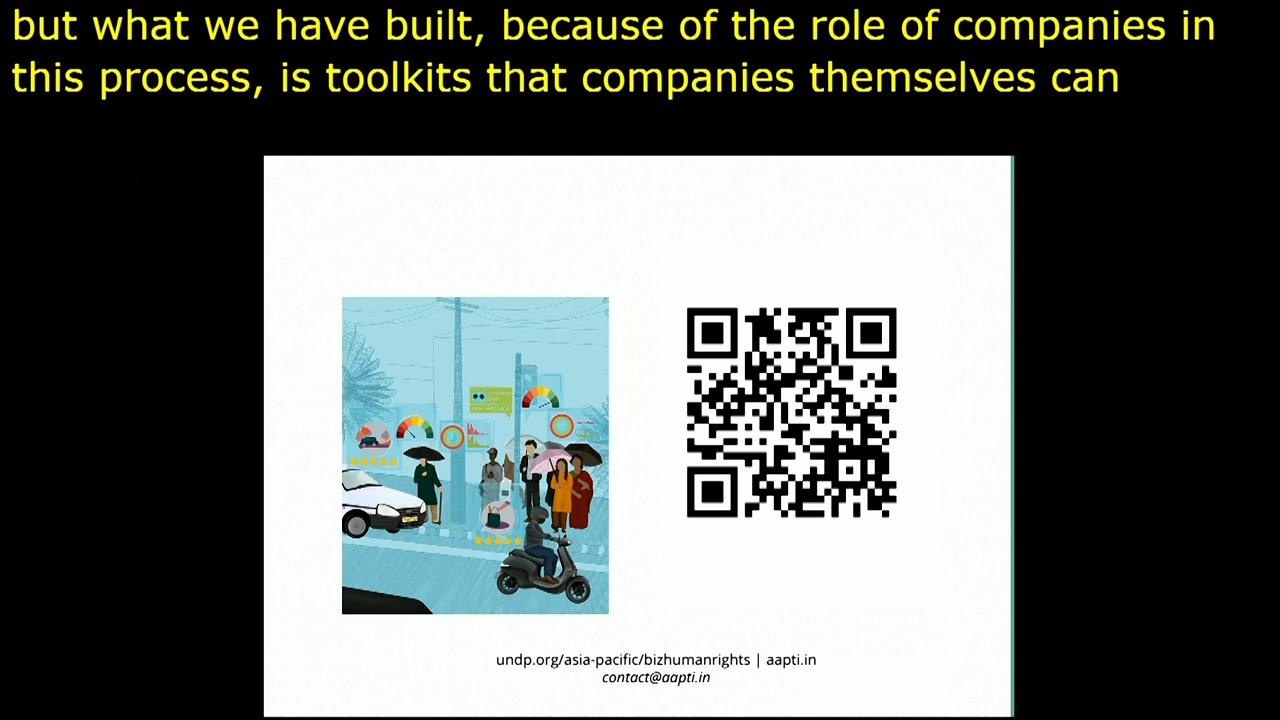 but what we have built, because of the role of companies in
this process, is toolkits that companies themselves can
undp.org/asia-pacific/bizhumanrights | aapti.in
contact@aapti.in